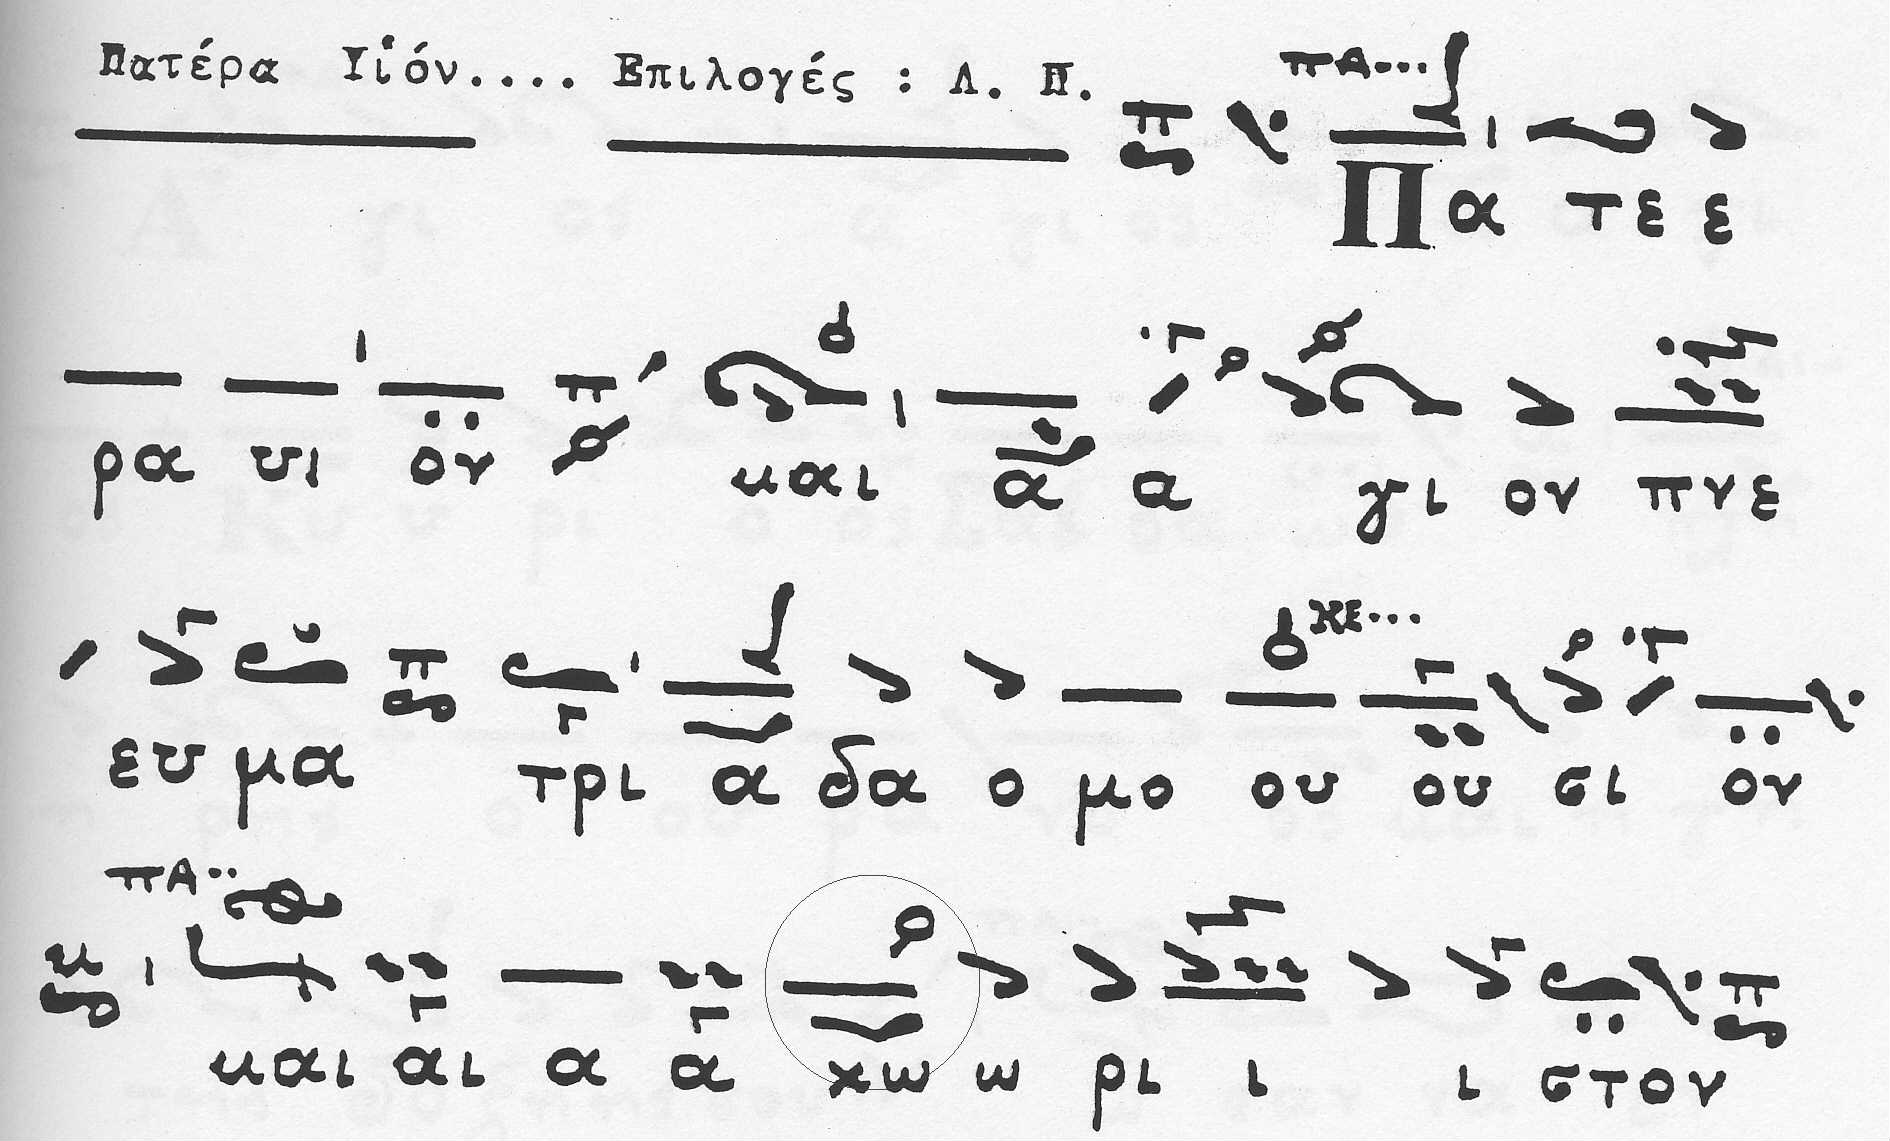 Πατέρα Υἱόν.... Επιλογές : Λ. Π. πΑ...
Πα τε ε
ρα υι ον και α α γι ον πνε
ΚΕ...
ευ μα τρι α δα ο μο ου ου σι ον
πΑ..
και αι α α χω ω ρι ι ι στον